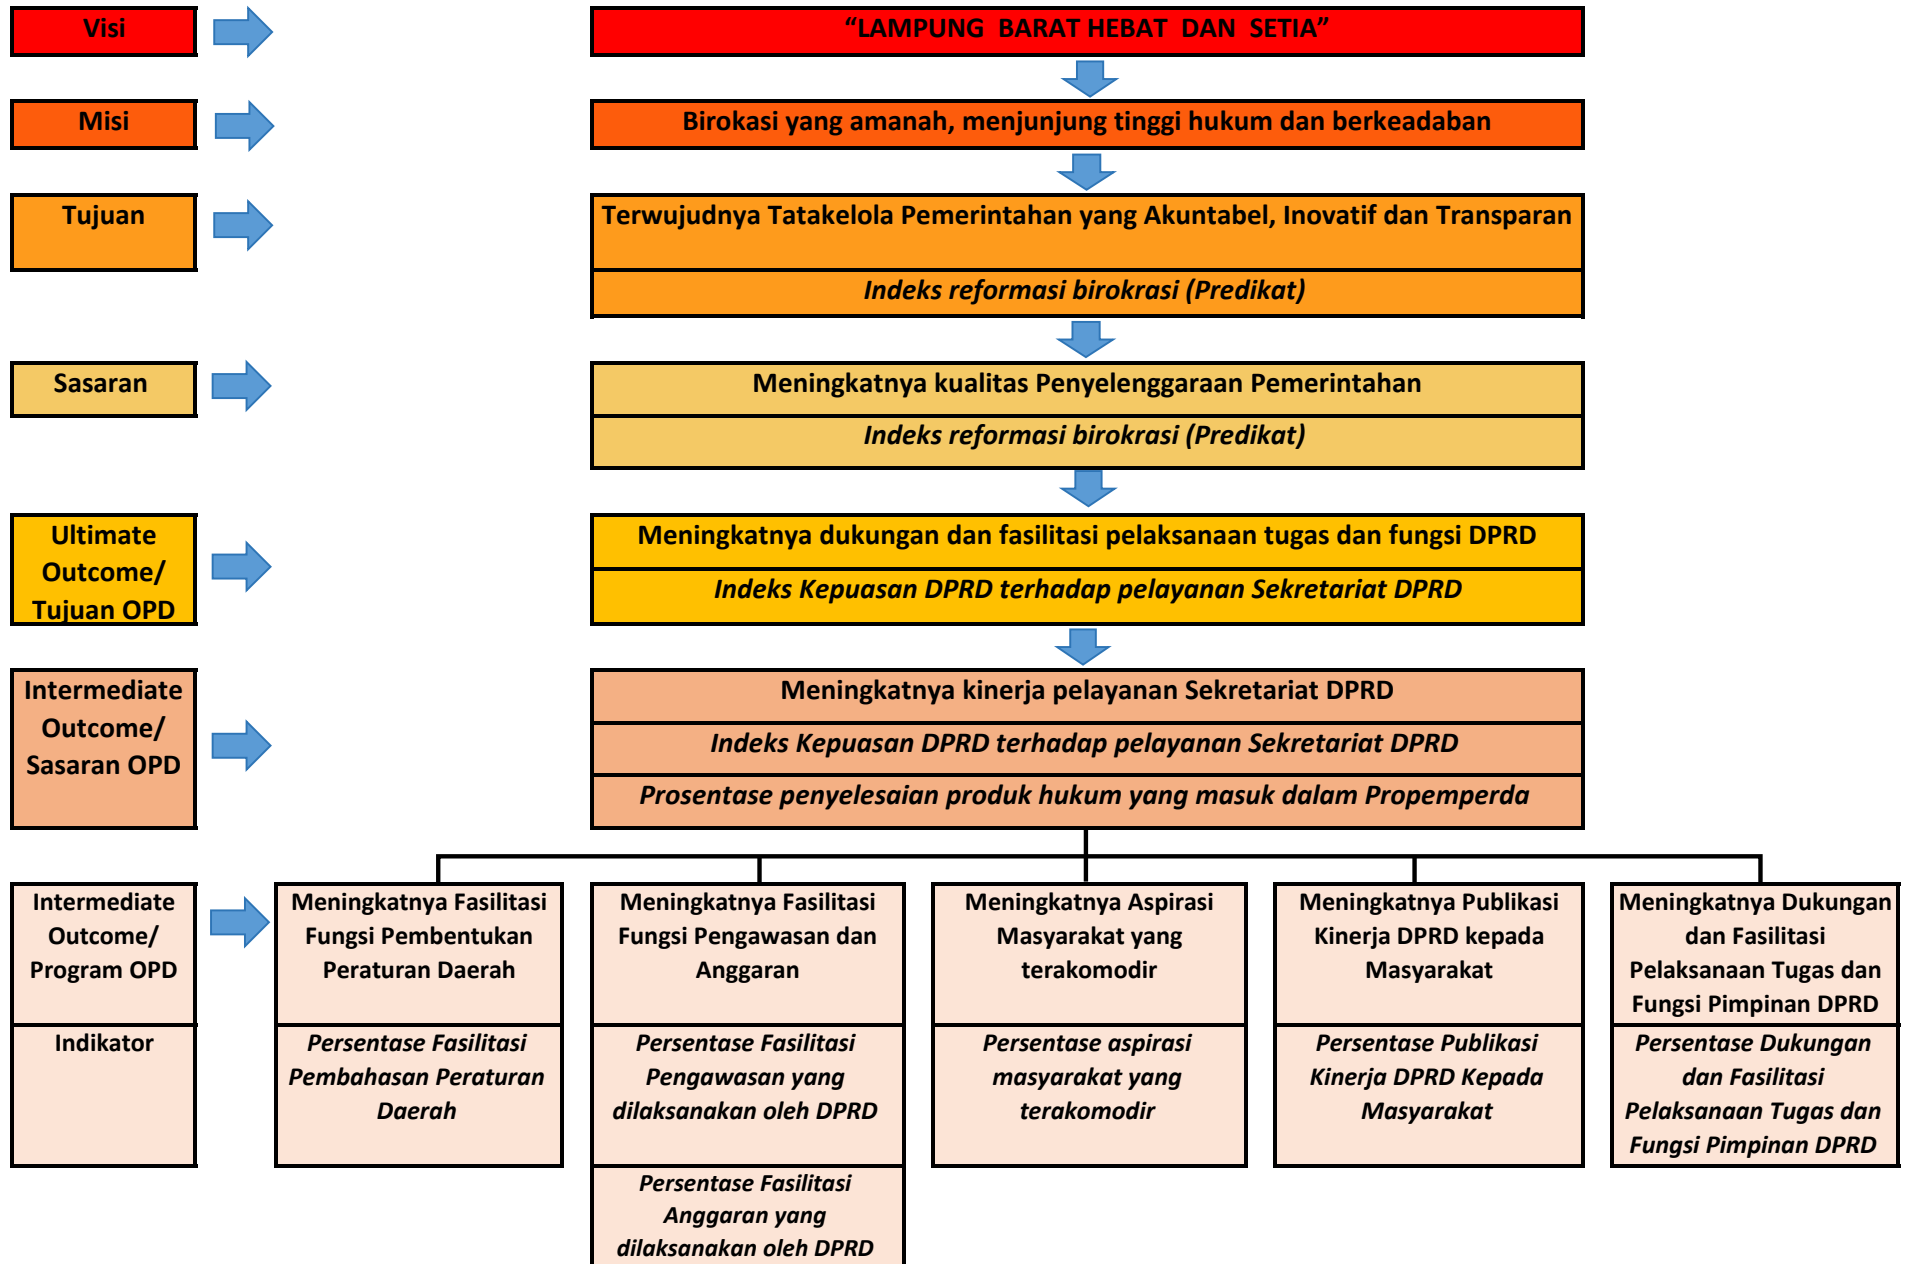 Visi
“LAMPUNG BARAT HEBAT DAN SETIA”
Misi
Birokasi yang amanah, menjunjung tinggi hukum dan berkeadaban
Tujuan
Terwujudnya Tatakelola Pemerintahan yang Akuntabel, Inovatif dan Transparan
Indeks reformasi birokrasi (Predikat)
Sasaran
Meningkatnya kualitas Penyelenggaraan Pemerintahan
Indeks reformasi birokrasi (Predikat)
Ultimate
Outcome/
Tujuan OPD
Meningkatnya dukungan dan fasilitasi pelaksanaan tugas dan fungsi DPRD
Indeks Kepuasan DPRD terhadap pelayanan Sekretariat DPRD
Intermediate
Outcome/
Sasaran OPD
Meningkatnya kinerja pelayanan Sekretariat DPRD
Indeks Kepuasan DPRD terhadap pelayanan Sekretariat DPRD
Prosentase penyelesaian produk hukum yang masuk dalam Propemperda
Intermediate
Outcome/
Program OPD
Meningkatnya Fasilitasi
Fungsi Pembentukan
Peraturan Daerah
Meningkatnya Fasilitasi
Fungsi Pengawasan dan
Anggaran
Meningkatnya Aspirasi
Masyarakat yang
terakomodir
Meningkatnya Publikasi
Kinerja DPRD kepada
Masyarakat
Meningkatnya Dukungan
dan Fasilitasi
Pelaksanaan Tugas dan
Fungsi Pimpinan DPRD
Indikator
Persentase Fasilitasi
Pembahasan Peraturan
Daerah
Persentase Fasilitasi
Pengawasan yang
dilaksanakan oleh DPRD
Persentase aspirasi
masyarakat yang
terakomodir
Persentase Publikasi
Kinerja DPRD Kepada
Masyarakat
Persentase Dukungan
dan Fasilitasi
Pelaksanaan Tugas dan
Fungsi Pimpinan DPRD
Persentase Fasilitasi
Anggaran yang
dilaksanakan oleh DPRD